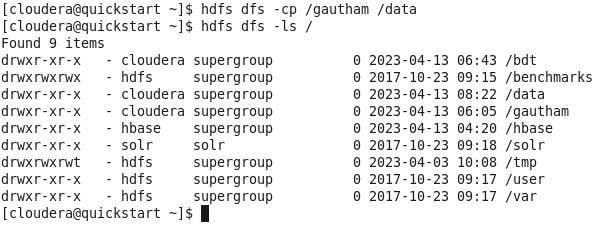 [cloudera@quickstart ~]$ hdfs dfs -cp /gautham /data
[cloudera@quickstart ~]$ hdfs dfs -ls /
Found 9 items
drwxr-xr-x   - cloudera supergroup          0 2023-04-13 06:43 /bdt
drwxrwxrwx   - hdfs     supergroup          0 2017-10-23 09:15 /benchmarks
drwxr-xr-x   - cloudera supergroup          0 2023-04-13 08:22 /data
drwxr-xr-x   - cloudera supergroup          0 2023-04-13 06:05 /gautham
drwxr-xr-x   - hbase    supergroup          0 2023-04-13 04:20 /hbase
drwxr-xr-x   - solr     solr                0 2017-10-23 09:18 /solr
drwxrwxrwt   - hdfs     supergroup          0 2023-04-03 10:08 /tmp
drwxr-xr-x   - hdfs     supergroup          0 2017-10-23 09:17 /user
drwxr-xr-x   - hdfs     supergroup          0 2017-10-23 09:17 /var
[cloudera@quickstart ~]$